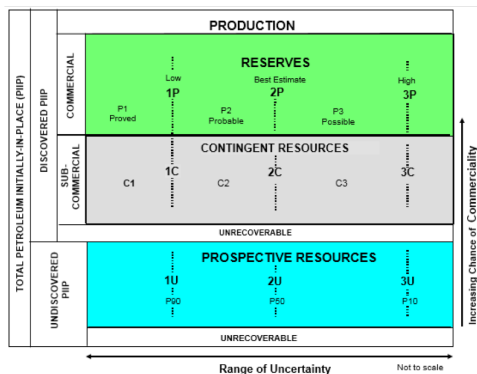 PRODUCTION
TOTAL PETROLEUM INITIALLY-IN-PLACE (PIIP)
DISCOVERED PIIP
COMMERCIAL
RESERVES
Low Best Estimate High
1P 2P 3P
P1 P2 P3
Proved Probable Possible
SUB-
COMMERCIAL
CONTINGENT RESOURCES
1C 2C 3C
C1 C2 C3
UNRECOVERABLE
UNDISCOVERED
PIIP
PROSPECTIVE RESOURCES
1U 2U 3U
P90 P50 P10
UNRECOVERABLE
Increasing Chance of Commerciality
Range of Uncertainty
Not to scale